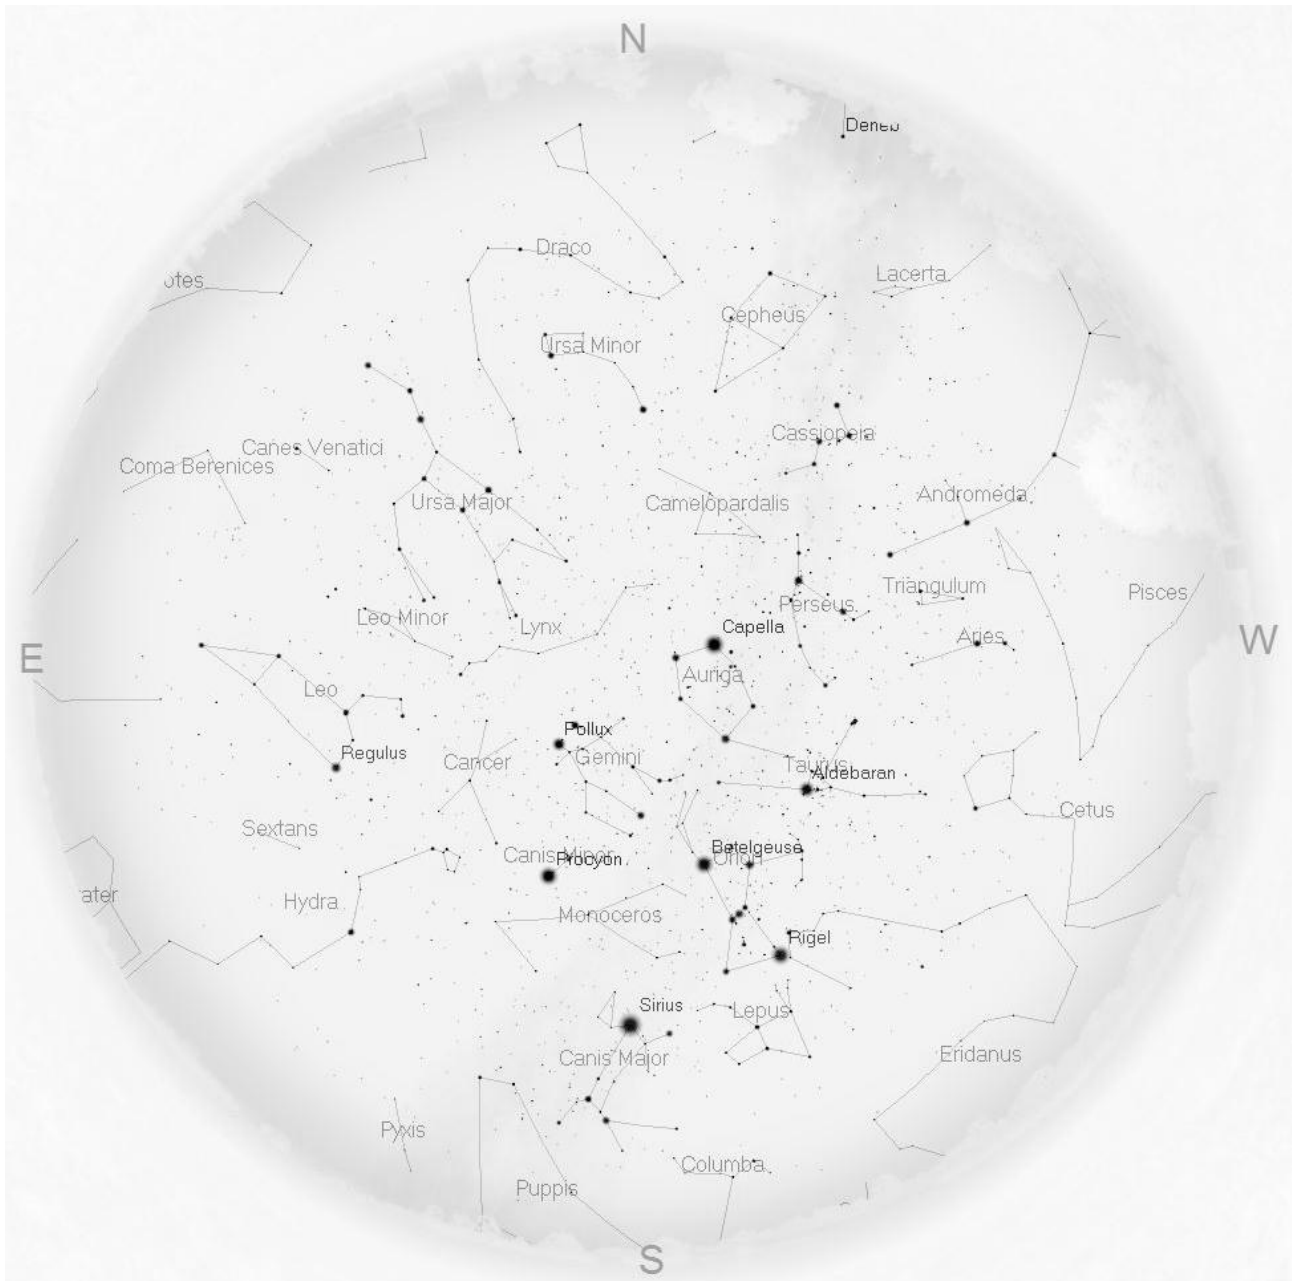 N
Deneb
Draco
Lacerta
otes
Cepheus
Ursa Minor
Cassiopeia
Canes Venatici
Coma Berenices
Andromeda
Ursa Major
Camelopardalis
Triangulum
Pisces
Perseus
Leo Minor
Lynx
Capella
Aries
W
E
Auriga
Leo
Pollux
Regulus
Gemini
Cancer
Taurus
Aldebaran
Cetus
Sextans
Betelgeuse
Orion
Canis Minor
Procyon
ater
Hydra
Monoceros
Rigel
Sirius
Lepus
Canis Major
Eridanus
Pyxis
Columba
Puppis
S